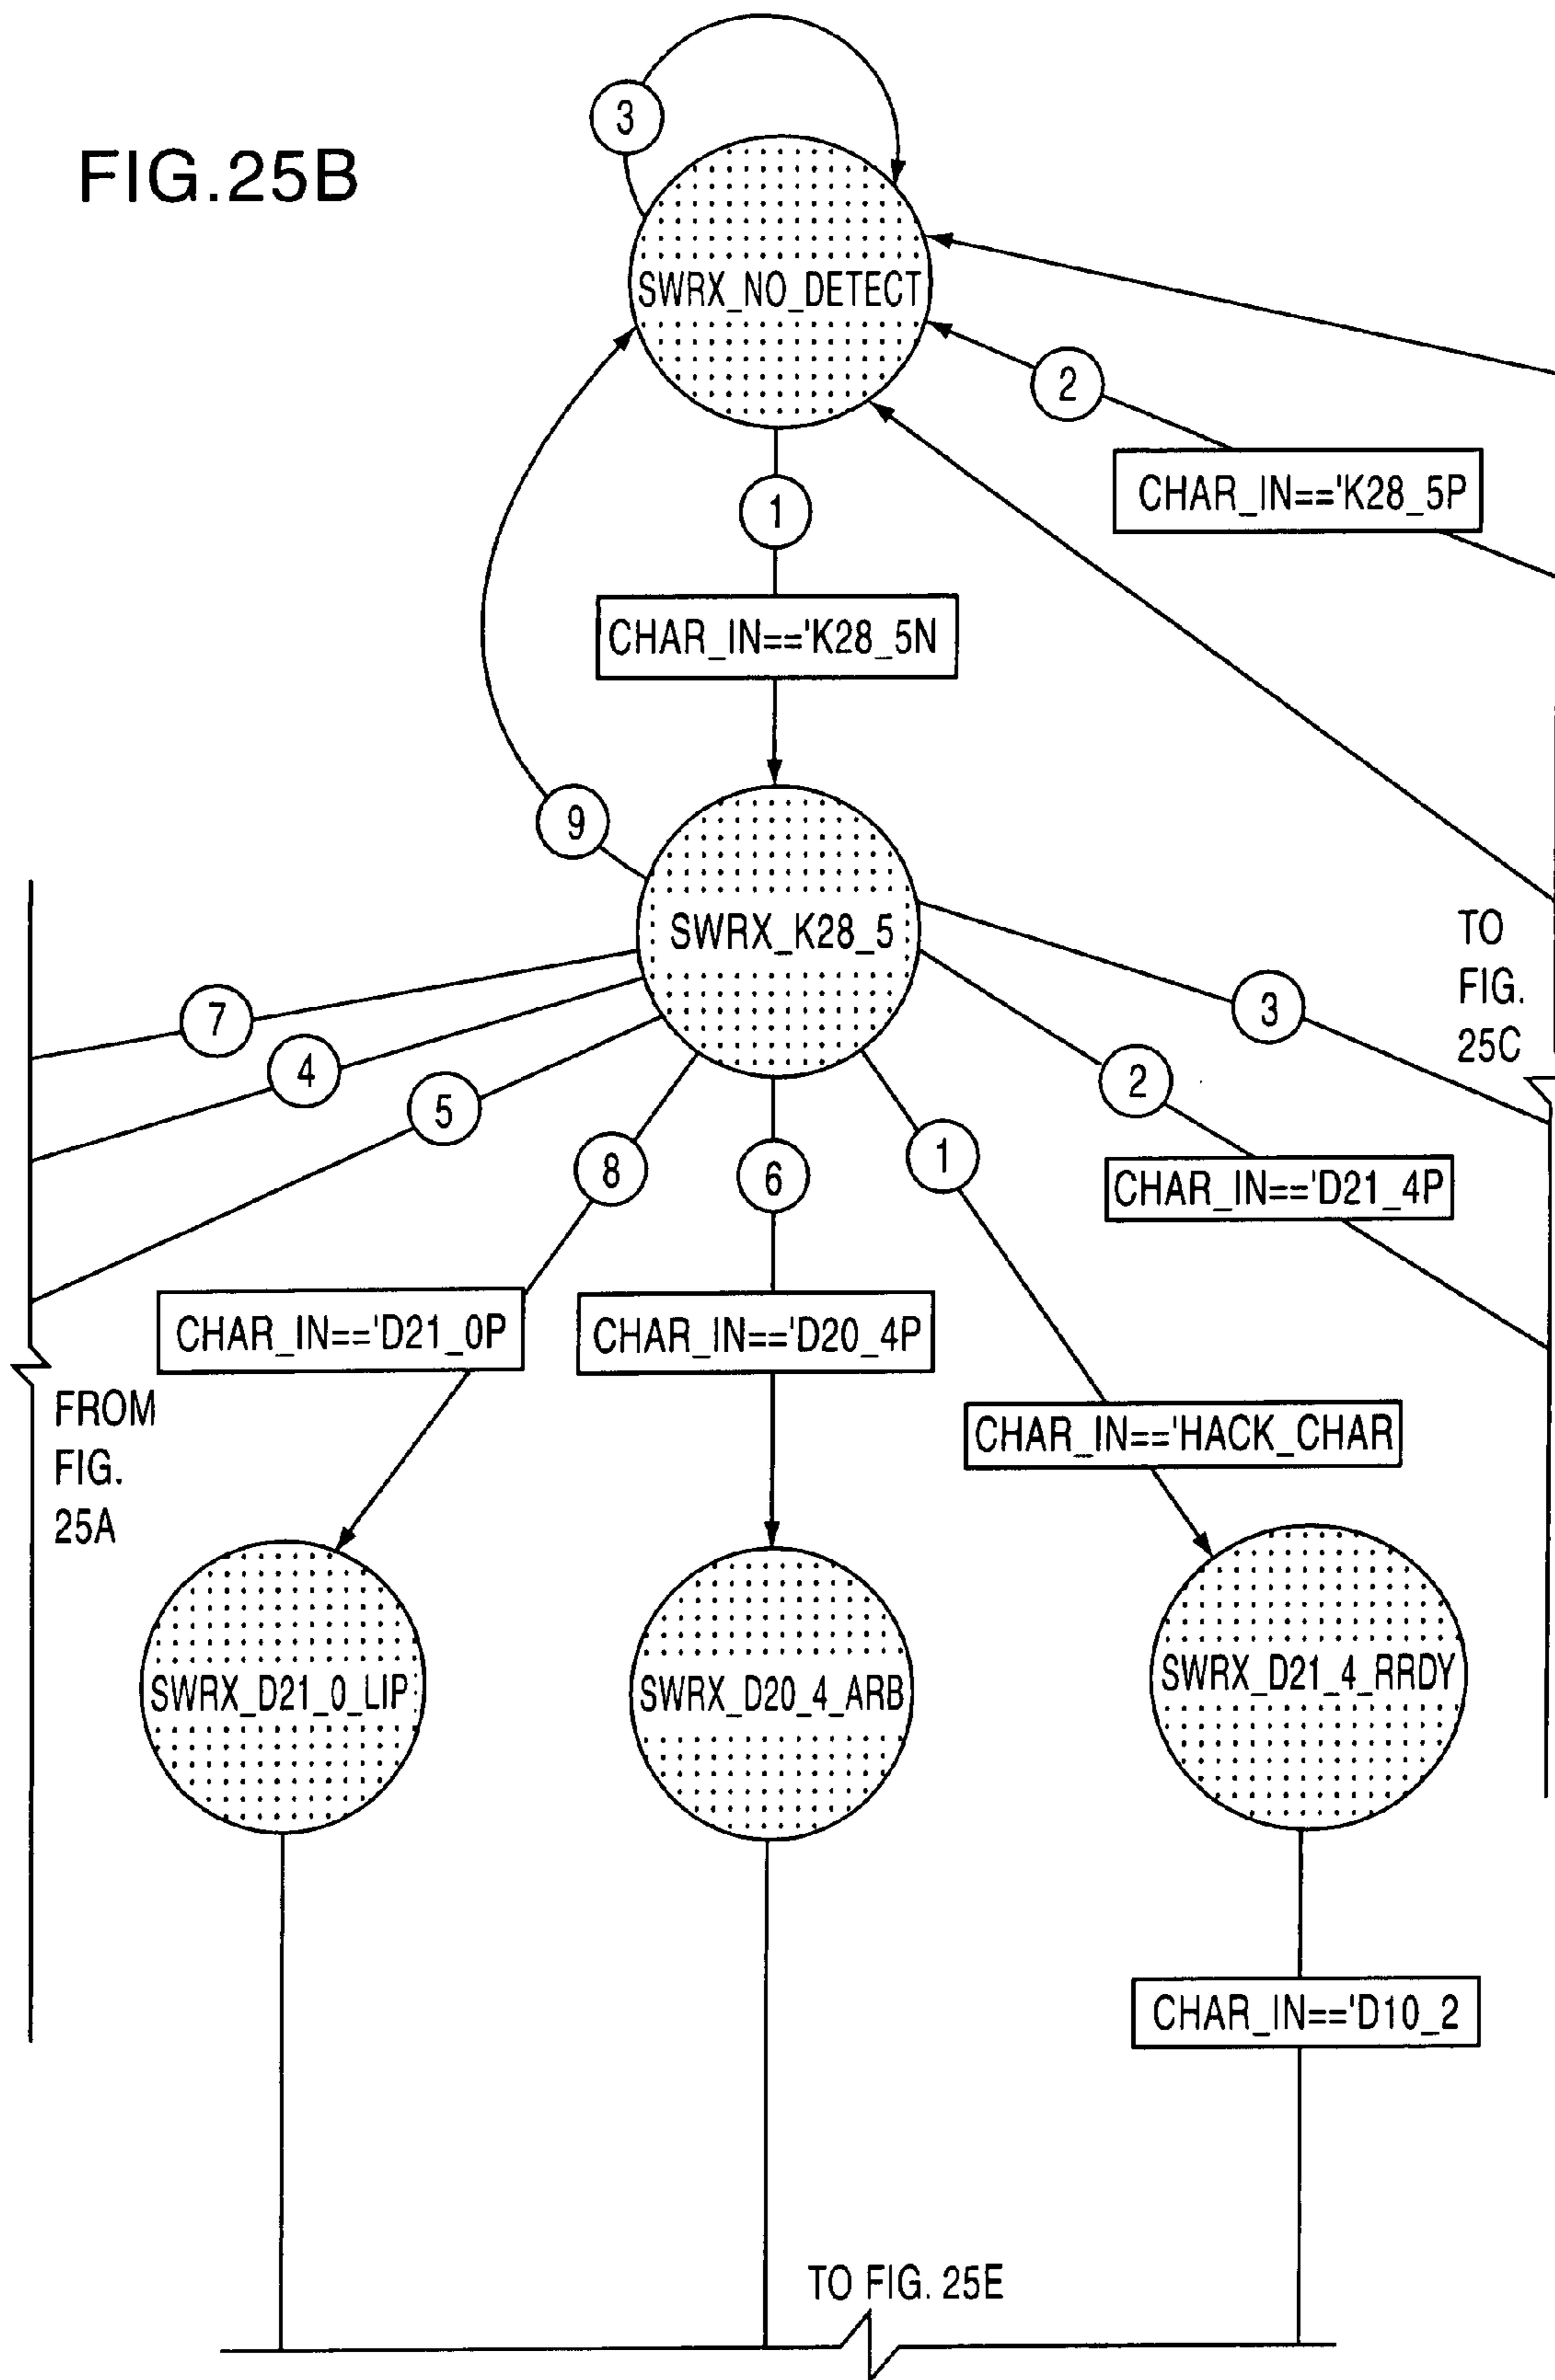 FIG.25B
3
SWRX_NO_DETECT
2
CHAR_IN=='K28_5P
1
CHAR_IN=='K28_5N
9
SWRX_K28_5
TO
FIG.
25C
7
4
5
8
6
1
2
3
CHAR_IN=='D21_4P
CHAR_IN=='D21_0P
CHAR_IN=='D20_4P
CHAR_IN=='HACK_CHAR
FROM
FIG.
25A
SWRX_D21_0_LIP
SWRX_D20_4_ARB
SWRX_D21_4_RRDY
CHAR_IN=='D10_2
TO FIG. 25E